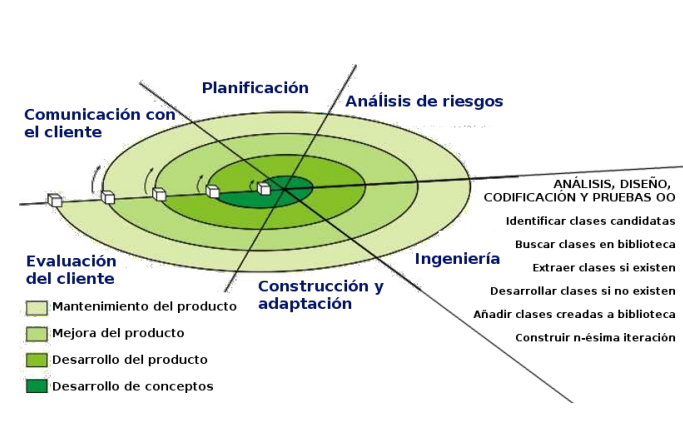 Planificación
Análisis de riesgos
Comunicación con
el cliente
ANÁLISIS, DISEÑO,
CODIFICACIÓN Y PRUEBAS OO
Identificar clases candidatas
Buscar clases en biblioteca
Extraer clases si existen
Desarrollar clases si no existen
Añadir clases creadas a biblioteca
Construir n-ésima iteración
Ingeniería
Construcción y
adaptación
Evaluación
del cliente
Mantenimiento del producto
Mejora del producto
Desarrollo del producto
Desarrollo de conceptos